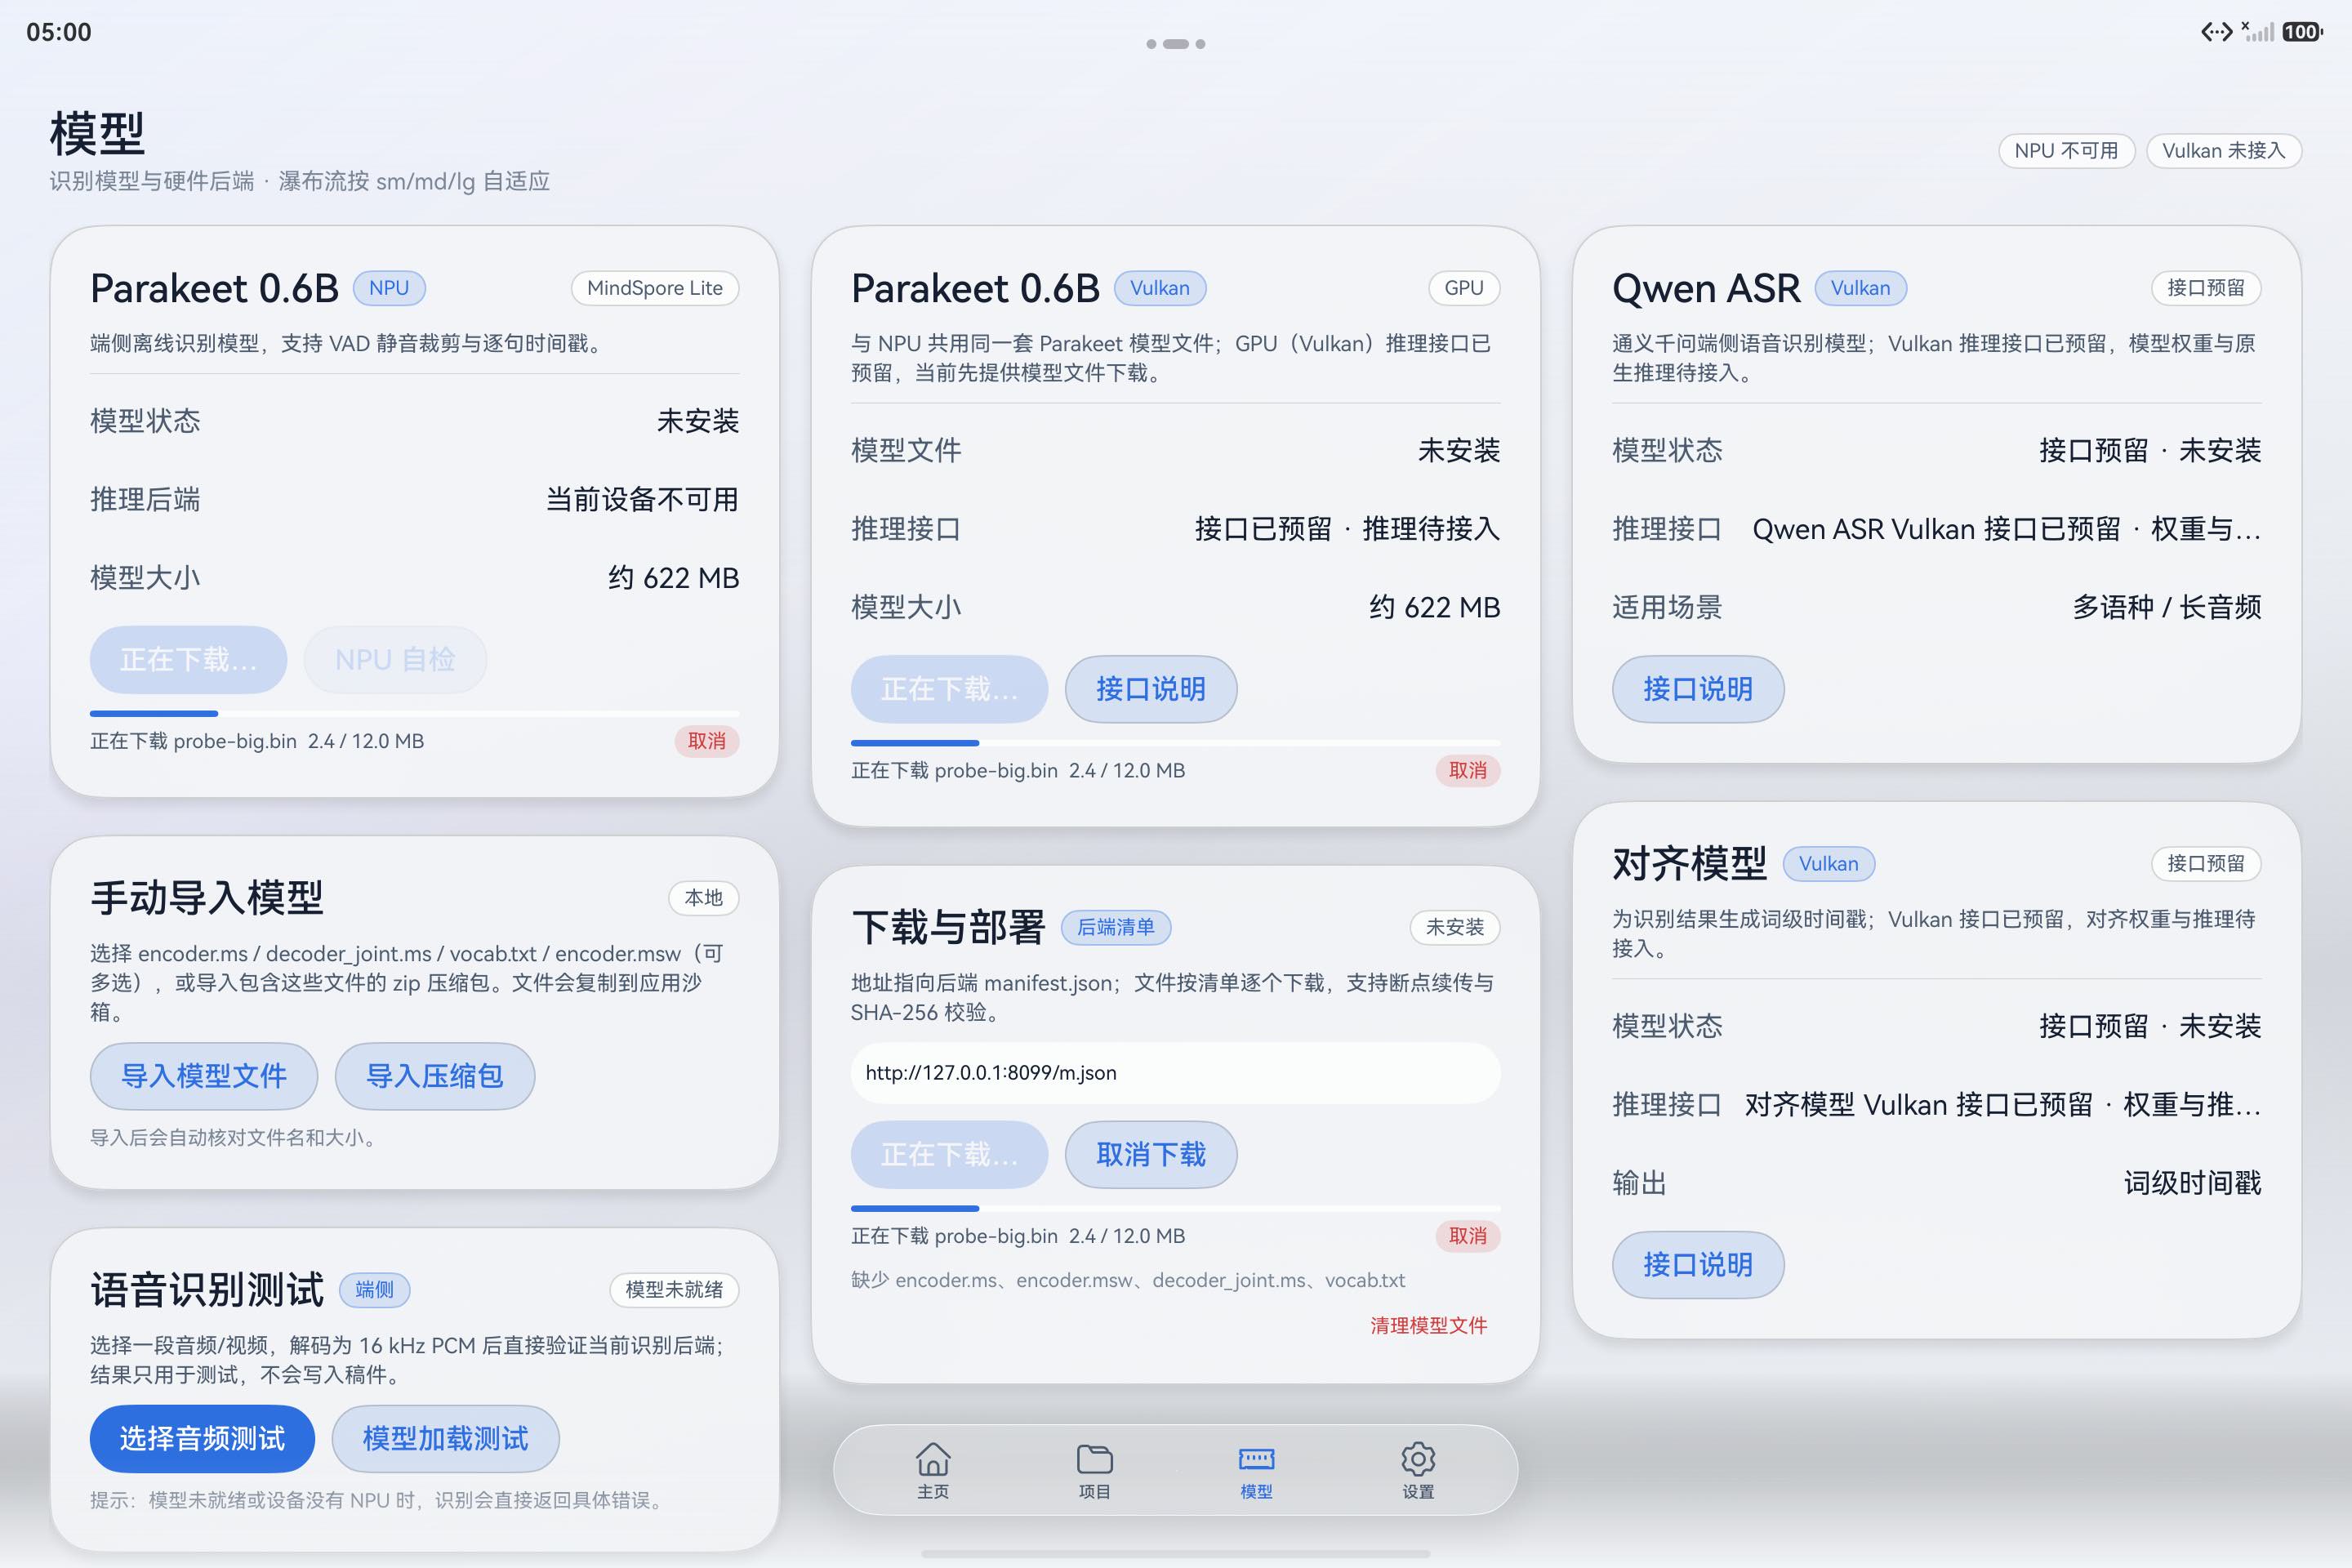 05:00
100
模型
识别模型与硬件后端 · 瀑布流按 sm/md/lg 自适应
NPU 不可用
Vulkan 未接入
Parakeet 0.6B
NPU
MindSpore Lite
端侧离线识别模型，支持 VAD 静音裁剪与逐句时间戳。
模型状态
未安装
推理后端
当前设备不可用
模型大小
约 622 MB
正在下载…
NPU 自检
正在下载 probe-big.bin 2.4 / 12.0 MB
取消
手动导入模型
本地
选择 encoder.ms / decoder_joint.ms / vocab.txt / encoder.msw（可
多选），或导入包含这些文件的 zip 压缩包。文件会复制到应用沙
箱。
导入模型文件
导入压缩包
导入后会自动核对文件名和大小。
语音识别测试
端侧
模型未就绪
选择一段音频/视频，解码为 16 kHz PCM 后直接验证当前识别后端；
结果只用于测试，不会写入稿件。
选择音频测试
模型加载测试
提示：模型未就绪或设备没有 NPU 时，识别会直接返回具体错误。
Parakeet 0.6B
Vulkan
GPU
与 NPU 共用同一套 Parakeet 模型文件；GPU（Vulkan）推理接口已
预留，当前先提供模型文件下载。
模型文件
未安装
推理接口
接口已预留 · 推理待接入
模型大小
约 622 MB
正在下载…
接口说明
正在下载 probe-big.bin 2.4 / 12.0 MB
取消
下载与部署
后端清单
未安装
地址指向后端 manifest.json；文件按清单逐个下载，支持断点续传与
SHA-256 校验。
http://127.0.0.1:8099/m.json
正在下载…
取消下载
正在下载 probe-big.bin 2.4 / 12.0 MB
取消
缺少 encoder.ms、encoder.msw、decoder_joint.ms、vocab.txt
清理模型文件
Qwen ASR
Vulkan
接口预留
通义千问端侧语音识别模型；Vulkan 推理接口已预留，模型权重与原
生推理待接入。
模型状态
接口预留 · 未安装
推理接口
Qwen ASR Vulkan 接口已预留 · 权重与…
适用场景
多语种 / 长音频
接口说明
对齐模型
Vulkan
接口预留
为识别结果生成词级时间戳；Vulkan 接口已预留，对齐权重与推理待
接入。
模型状态
接口预留 · 未安装
推理接口
对齐模型 Vulkan 接口已预留 · 权重与推…
输出
词级时间戳
接口说明
主页
项目
模型
设置